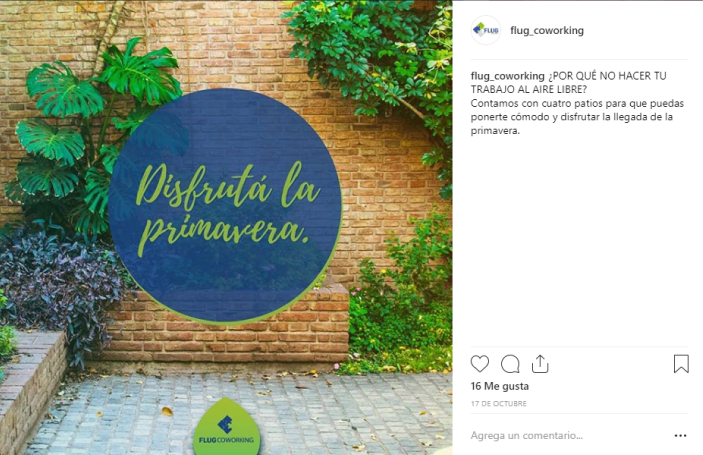 Disfrutá la
primavera.
FLUG COWORKING
FLUG
flug_coworking
flug_coworking ¿POR QUÉ NO HACER TU
TRABAJO AL AIRE LIBRE?
Contamos con cuatro patios para que puedas
ponerte cómodo y disfrutar la llegada de la
primavera.
16 Me gusta
17 DE OCTUBRE
Agrega un comentario...